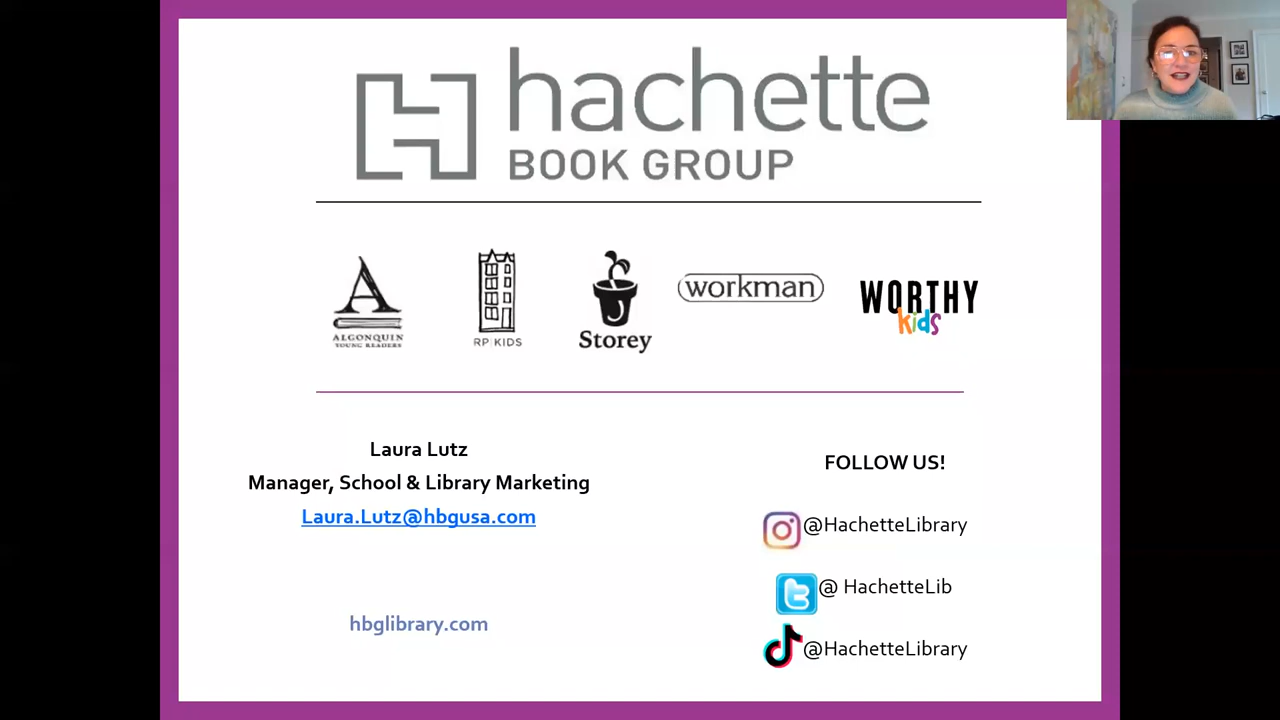 hachette
BOOK GROUP
A
ALGONQUIN
YOUNG READERS
RP|KIDS
Storey
workman
WORTHY
kids
Laura Lutz
Manager, School & Library Marketing
Laura.Lutz@hbgusa.com
hbglibrary.com
FOLLOW US!
@HachetteLibrary
@ HachetteLib
@HachetteLibrary